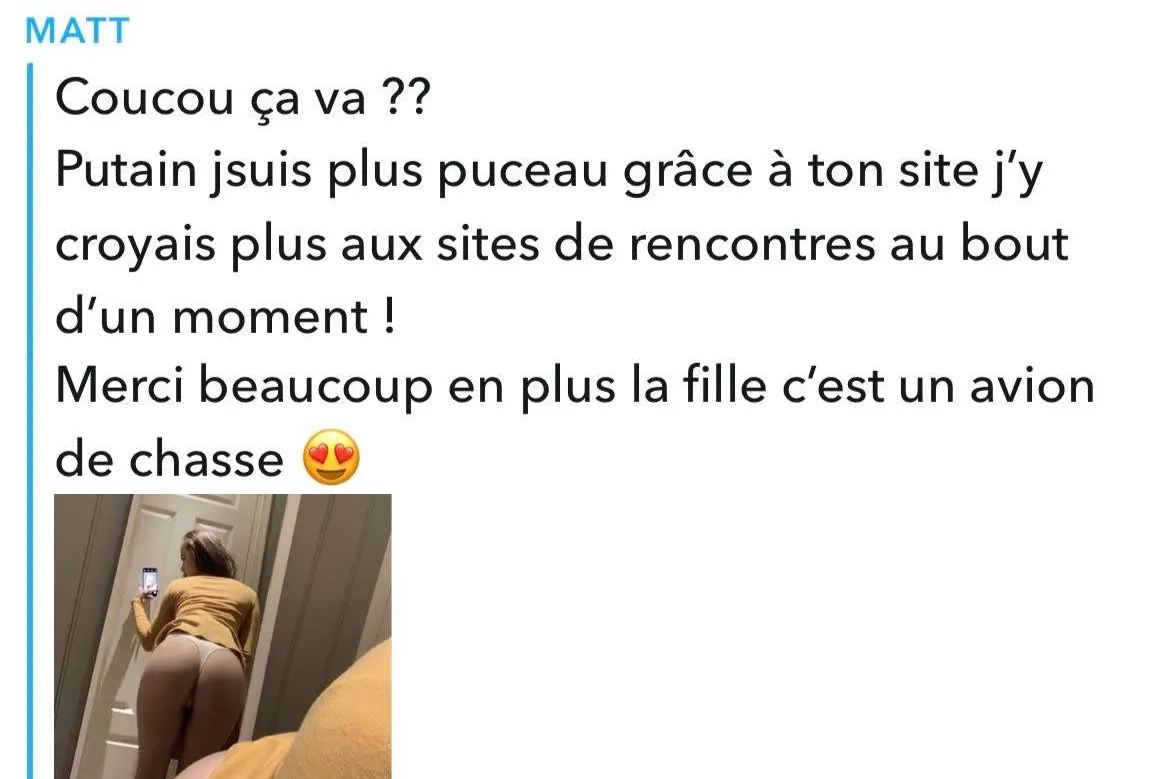 MATT
Coucou ça va ??
Putain jsuis plus puceau grâce à ton site j’y
croyais plus aux sites de rencontres au bout
d’un moment !
Merci beaucoup en plus la fille c’est un avion
de chasse 😍